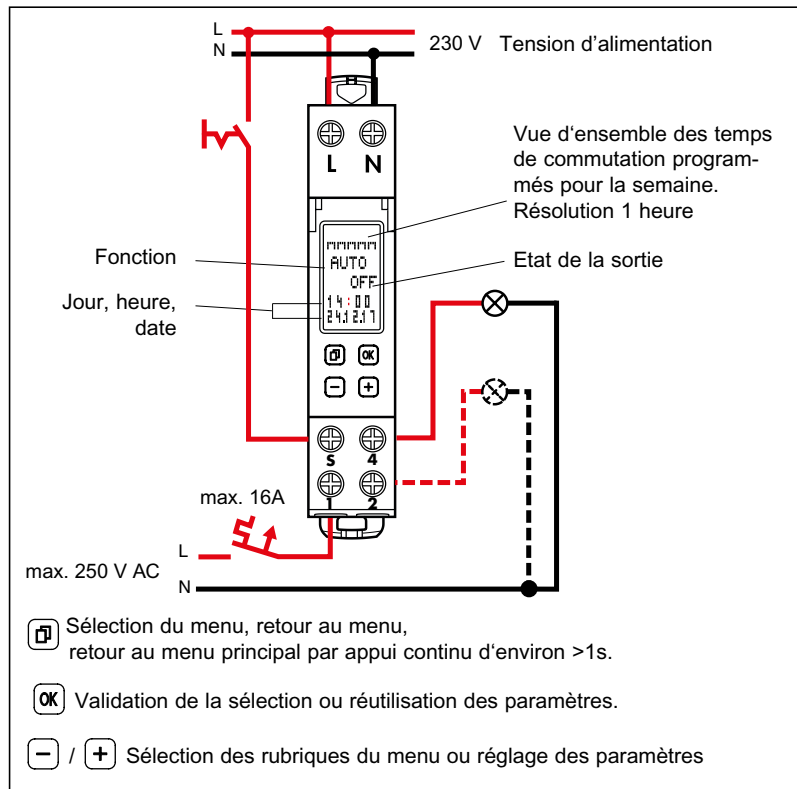 L
N
230 V Tension d‘alimentation
L N
Vue d‘ensemble des temps
de commutation program-
més pour la semaine.
Résolution 1 heure
Fonction
AUTO
OFF
Etat de la sortie
Jour, heure,
date
14:00
24.12.17
OK
− +
S 4
1 2
max. 16A
L
max. 250 V AC
N
Sélection du menu, retour au menu,
retour au menu principal par appui continu d‘environ >1s.
OK Validation de la sélection ou réutilisation des paramètres.
− / + Sélection des rubriques du menu ou réglage des paramètres